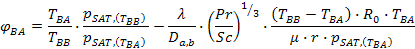 φ_BA = T_BA / T_BB · p_SAT,(T_BB) / p_SAT,(T_BA) − λ / D_a,b · (Pr / Sc)^(1/3) · (T_BB − T_BA) · R_0 · T_BA / μ · r · p_SAT,(T_BA)